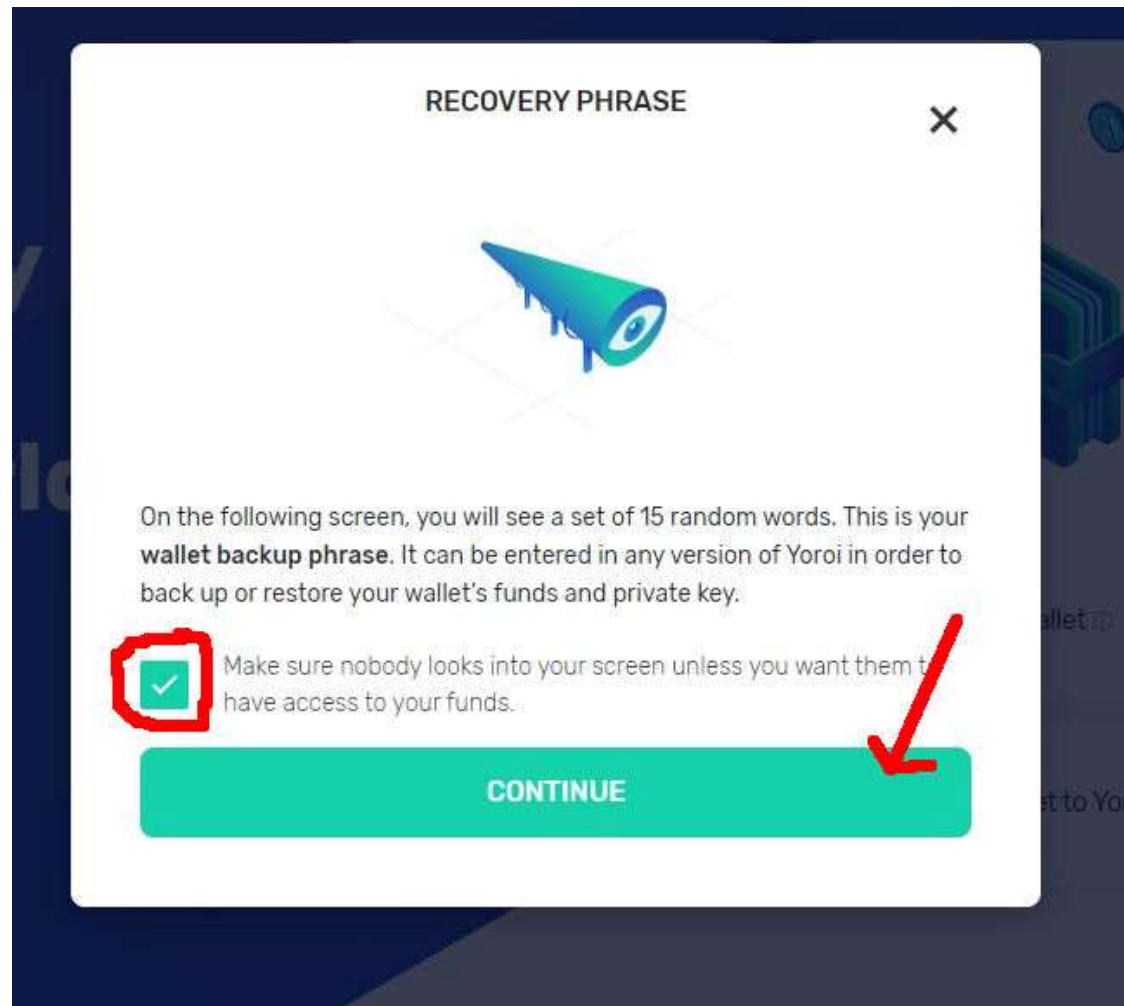 RECOVERY PHRASE
On the following screen, you will see a set of 15 random words. This is your
wallet backup phrase. It can be entered in any version of Yoroi in order to
back up or restore your wallet's funds and private key.
Make sure nobody looks into your screen unless you want them
have access to your funds.
CONTINUE